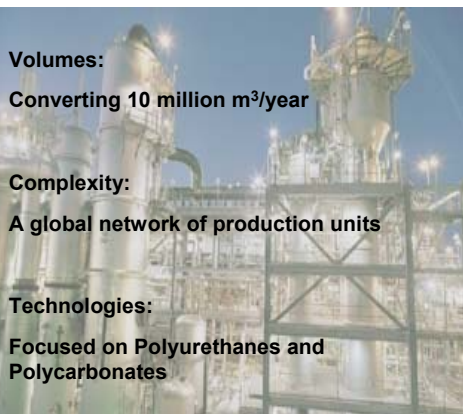 Volumes:
Converting 10 million m³/year
Complexity:
A global network of production units
Technologies:
Focused on Polyurethanes and
Polycarbonates